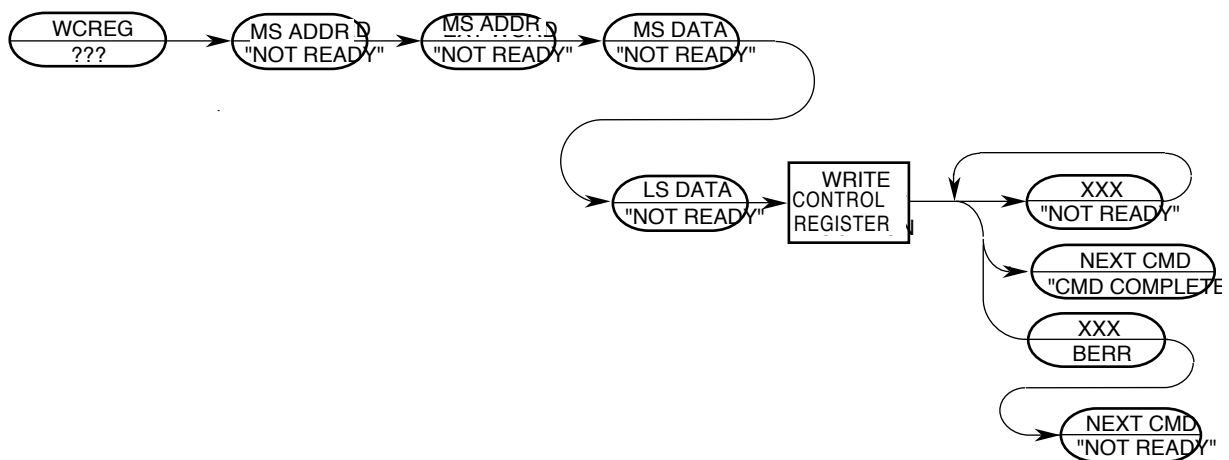 WCREG
???
MS ADDR
"NOT READY"
MS ADDR
"NOT READY"
MS DATA
"NOT READY"
LS DATA
"NOT READY"
WRITE
CONTROL
REGISTER
XXX
"NOT READY"
NEXT CMD
"CMD COMPLETE
XXX
BERR
NEXT CMD
"NOT READY"